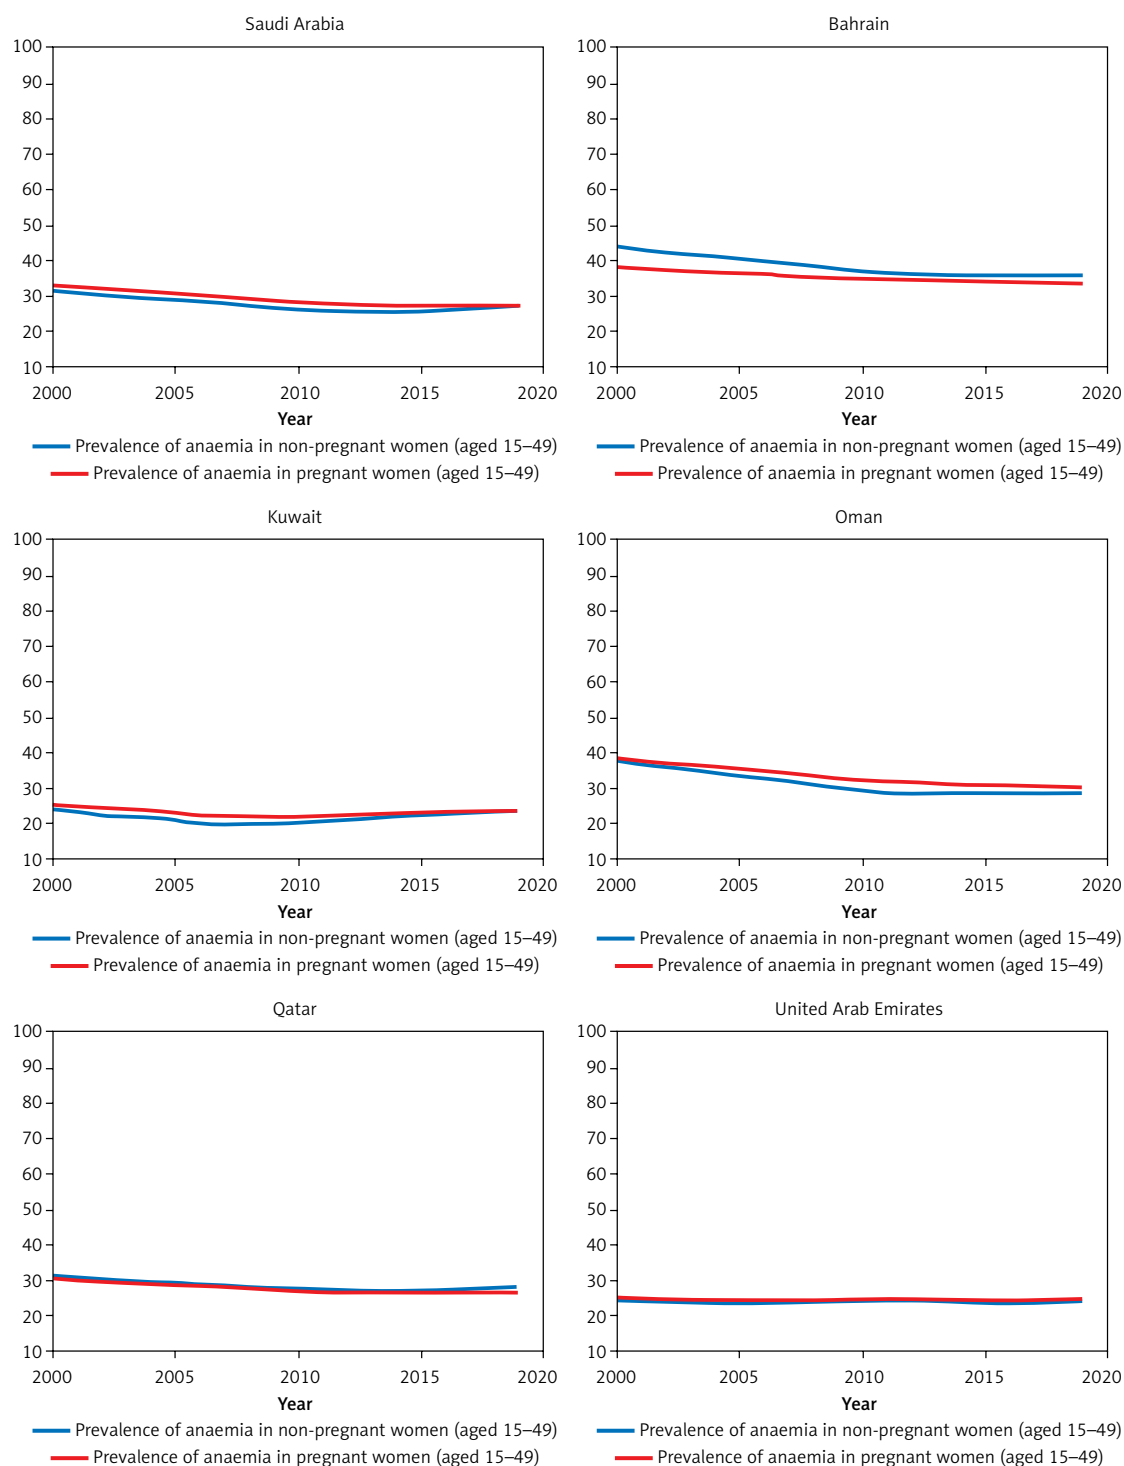 Saudi Arabia
100
90
80
70
60
50
40
30
20
10
2000 2005 2010 2015 2020
Year
Prevalence of anaemia in non-pregnant women (aged 15–49)
Prevalence of anaemia in pregnant women (aged 15–49)
Bahrain
100
90
80
70
60
50
40
30
20
10
2000 2005 2010 2015 2020
Year
Prevalence of anaemia in non-pregnant women (aged 15–49)
Prevalence of anaemia in pregnant women (aged 15–49)
Kuwait
100
90
80
70
60
50
40
30
20
10
2000 2005 2010 2015 2020
Year
Prevalence of anaemia in non-pregnant women (aged 15–49)
Prevalence of anaemia in pregnant women (aged 15–49)
Oman
100
90
80
70
60
50
40
30
20
10
2000 2005 2010 2015 2020
Year
Prevalence of anaemia in non-pregnant women (aged 15–49)
Prevalence of anaemia in pregnant women (aged 15–49)
Qatar
100
90
80
70
60
50
40
30
20
10
2000 2005 2010 2015 2020
Year
Prevalence of anaemia in non-pregnant women (aged 15–49)
Prevalence of anaemia in pregnant women (aged 15–49)
United Arab Emirates
100
90
80
70
60
50
40
30
20
10
2000 2005 2010 2015 2020
Year
Prevalence of anaemia in non-pregnant women (aged 15–49)
Prevalence of anaemia in pregnant women (aged 15–49)